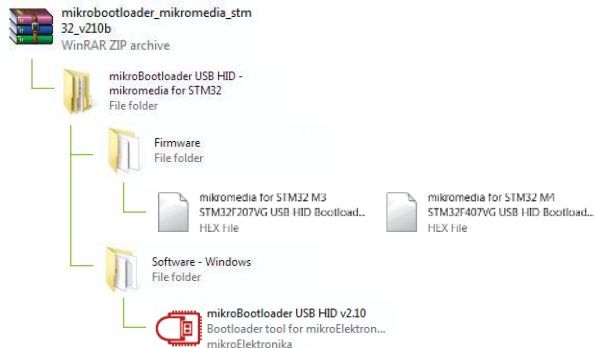 mikrobootloader_mikromedia_stm
32_v210b
WinRAR ZIP archive
mikroBootloader USB HID -
mikromedia for STM32
File folder
Firmware
File folder
mikromedia for STM32 M3
STM32F207VG USB HID Bootload...
HEX File
mikromedia for STM32 M4
STM32F407VG USB HID Bootload...
HEX File
Software - Windows
File folder
mikroBootloader USB HID v2.10
Bootloader tool for mikroElektron...
mikroElektronika